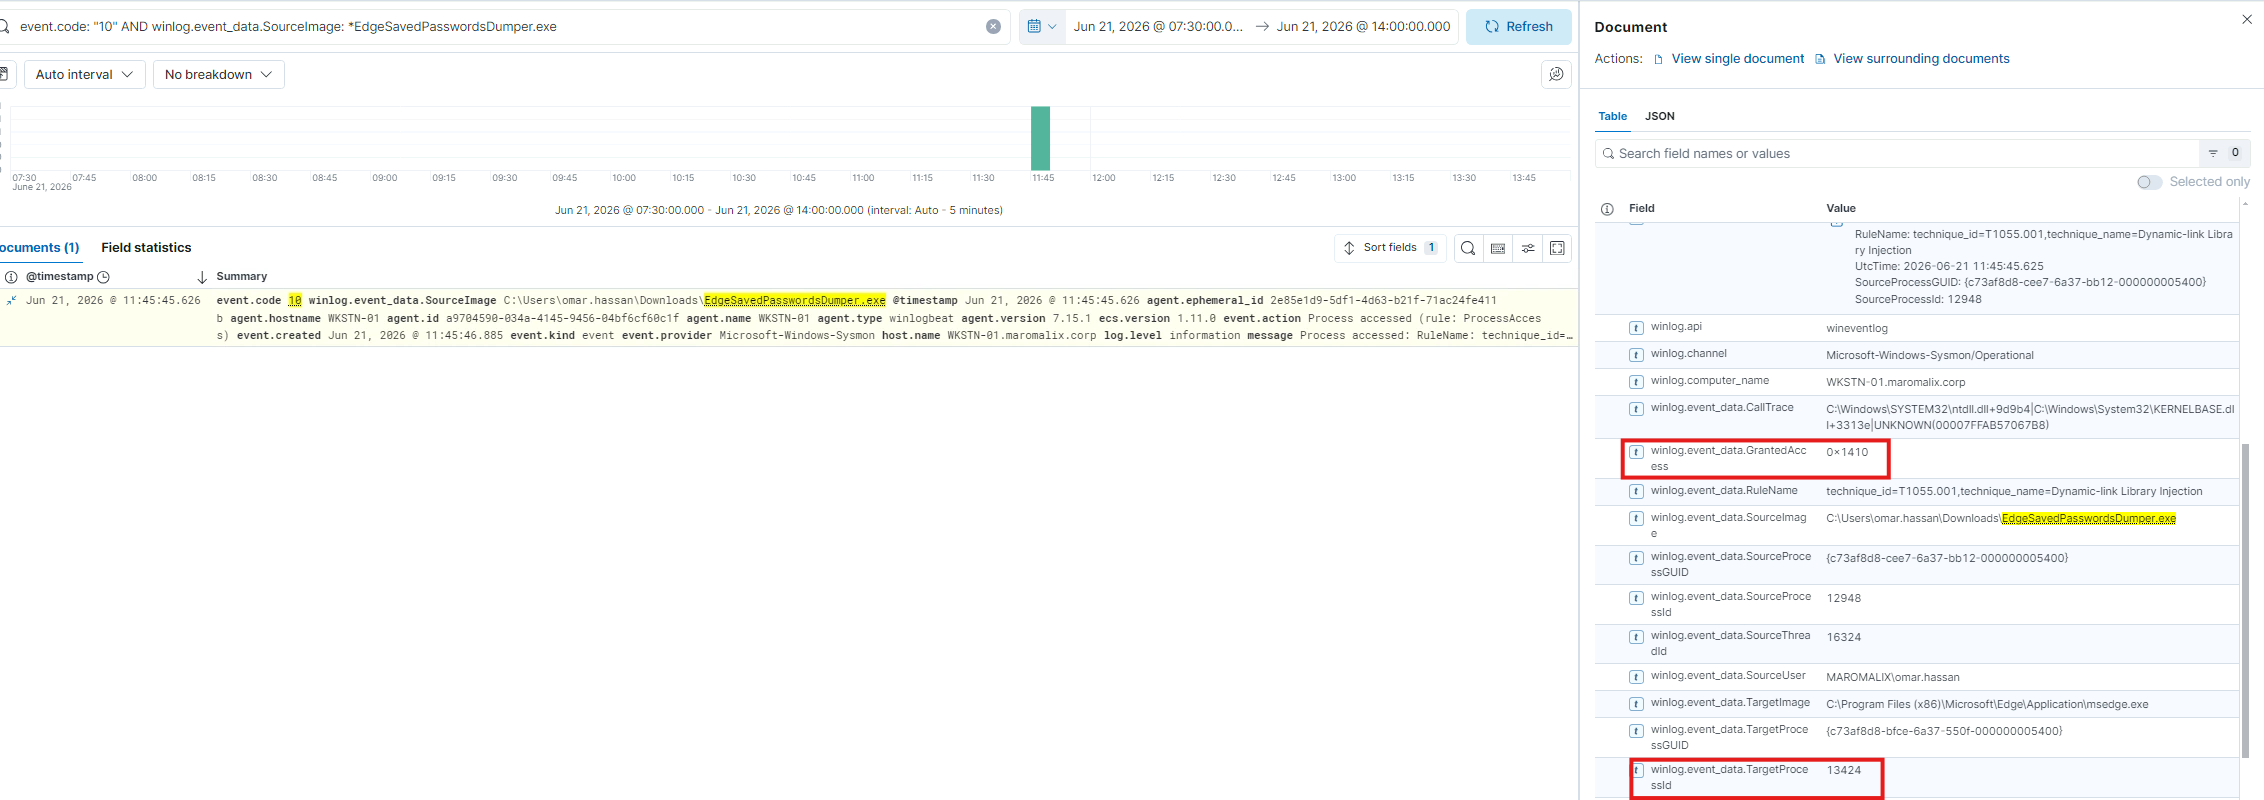 event.code: "10" AND winlog.event_data.SourceImage: *EdgeSavedPasswordsDumper.exe
Jun 21, 2026 @ 07:30:00.0... → Jun 21, 2026 @ 14:00:00.000
Refresh
Auto interval
No breakdown
07:30 07:45 08:00 08:15 08:30 08:45 09:00 09:15 09:30 09:45 10:00 10:15 10:30 10:45 11:00 11:15 11:30 11:45 12:00 12:15 12:30 12:45 13:00 13:15 13:30 13:45
June 21, 2026
Jun 21, 2026 @ 07:30:00.000 - Jun 21, 2026 @ 14:00:00.000 (interval: Auto - 5 minutes)
ocuments (1) Field statistics
Sort fields 1
@timestamp Summary
Jun 21, 2026 @ 11:45:45.626 event.code 10 winlog.event_data.SourceImage C:\Users\omar.hassan\Downloads\EdgeSavedPasswordsDumper.exe @timestamp Jun 21, 2026 @ 11:45:45.626 agent.ephemeral_id 2e85e1d9-5df1-4d63-b21f-71ac24fe411
b agent.hostname WKSTN-01 agent.id a9704590-034a-4145-9456-04bf6cf60c1f agent.name WKSTN-01 agent.type winlogbeat agent.version 7.15.1 ecs.version 1.11.0 event.action Process accessed (rule: ProcessAcces
s) event.created Jun 21, 2026 @ 11:45:46.885 event.kind event event.provider Microsoft-Windows-Sysmon host.name WKSTN-01.maromalix.corp log.level information message Process accessed: RuleName: technique_id=...
Document
Actions: View single document View surrounding documents
Table JSON
Search field names or values
0
Selected only
Field Value
RuleName: technique_id=T1055.001,technique_name=Dynamic-link Libra
ry Injection
UtcTime: 2026-06-21 11:45:45.625
SourceProcessGUID: {c73af8d8-cee7-6a37-bb12-000000005400}
SourceProcessId: 12948
winlog.api wineventlog
winlog.channel Microsoft-Windows-Sysmon/Operational
winlog.computer_name WKSTN-01.maromalix.corp
winlog.event_data.CallTrace C:\Windows\SYSTEM32\ntdll.dll+9d9b4|C:\Windows\System32\KERNELBASE.dl
l+3313e|UNKNOWN(00007FFAB57067B8)
winlog.event_data.GrantedAcc 0x1410
ess
winlog.event_data.RuleName technique_id=T1055.001,technique_name=Dynamic-link Library Injection
winlog.event_data.SourceImag C:\Users\omar.hassan\Downloads\EdgeSavedPasswordsDumper.exe
e
winlog.event_data.SourceProce {c73af8d8-cee7-6a37-bb12-000000005400}
ssGUID
winlog.event_data.SourceProce 12948
ssId
winlog.event_data.SourceThrea 16324
dId
winlog.event_data.SourceUser MAROMALIX\omar.hassan
winlog.event_data.TargetImage C:\Program Files (x86)\Microsoft\Edge\Application\msedge.exe
winlog.event_data.TargetProce {c73af8d8-bfce-6a37-550f-000000005400}
ssGUID
winlog.event_data.TargetProce 13424
ssId